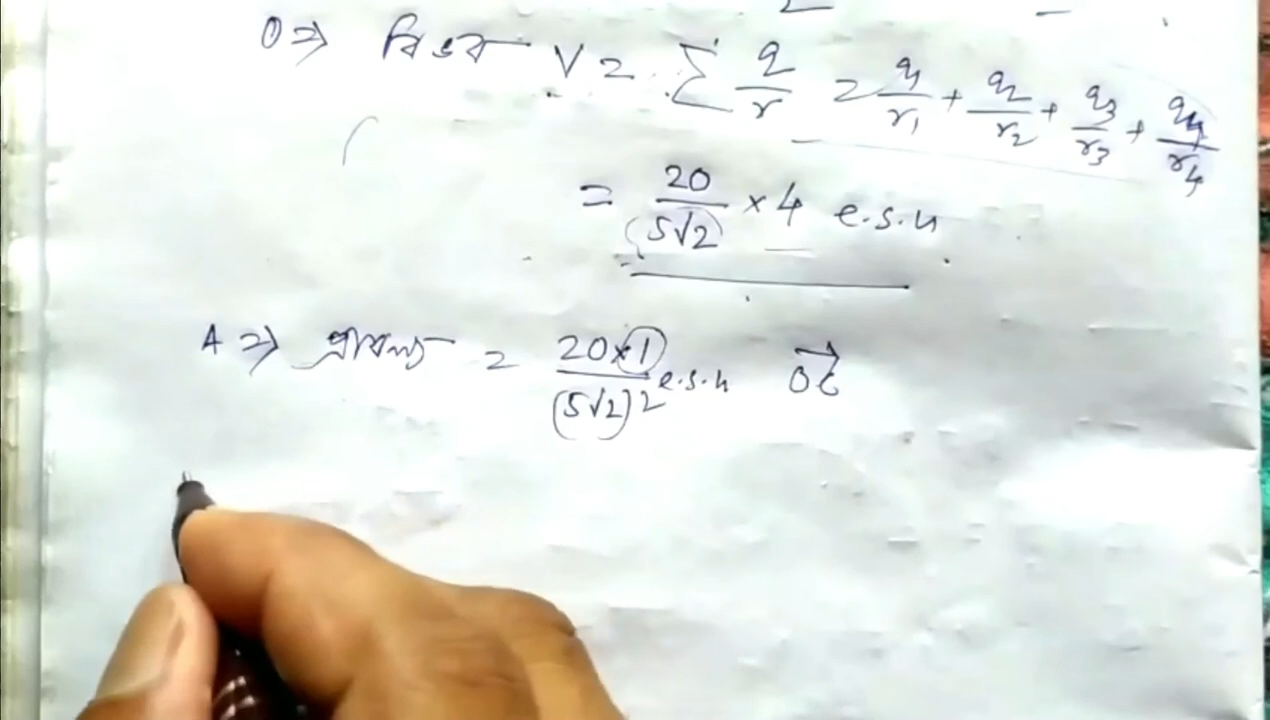 O ⇒ বিভব V = Σ q/r = q1/r1 + q2/r2 + q3/r3 + q4/r4
= 20/5√2 × 4 e.s.u
A ⇒ প্রাবল্য = 20×1/(5√2)2 e.s.u OC